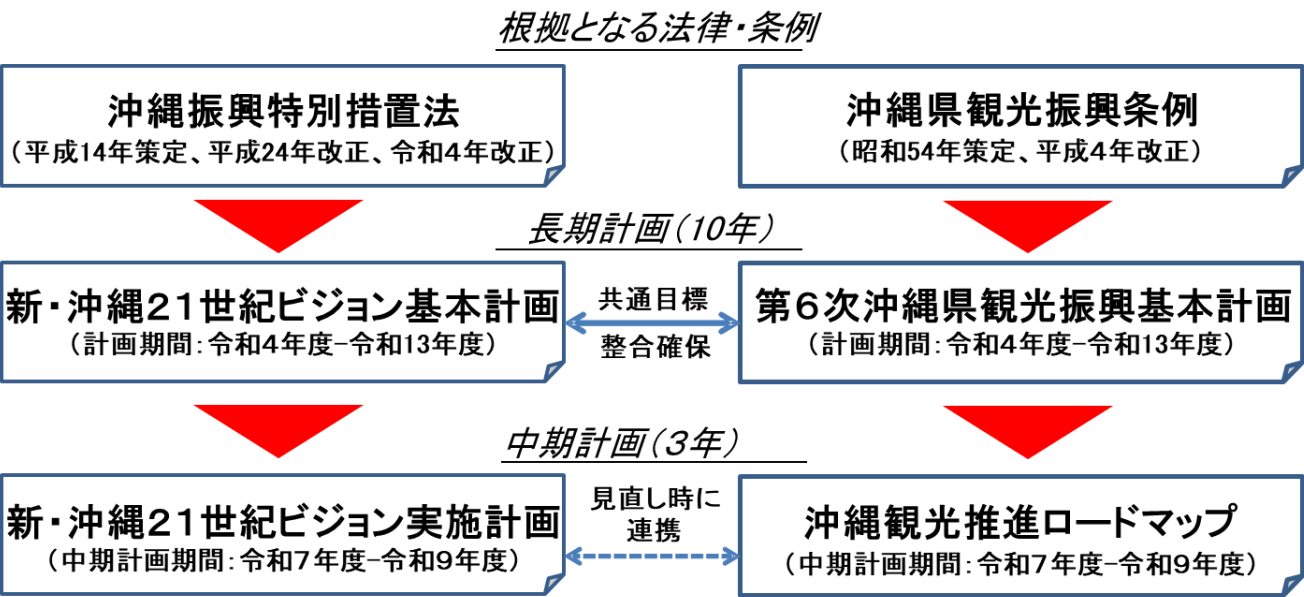 根拠となる法律・条例
沖縄振興特別措置法
（平成14年策定、平成24年改正、令和４年改正）
沖縄県観光振興条例
（昭和54年策定、平成４年改正）
長期計画（10年）
新・沖縄２１世紀ビジョン基本計画
（計画期間：令和４年度−令和13年度）
共通目標
整合確保
第６次沖縄県観光振興基本計画
（計画期間：令和４年度−令和13年度）
中期計画（３年）
新・沖縄２１世紀ビジョン実施計画
（中期計画期間：令和７年度−令和９年度）
見直し時に
連携
沖縄観光推進ロードマップ
（中期計画期間：令和７年度−令和９年度）